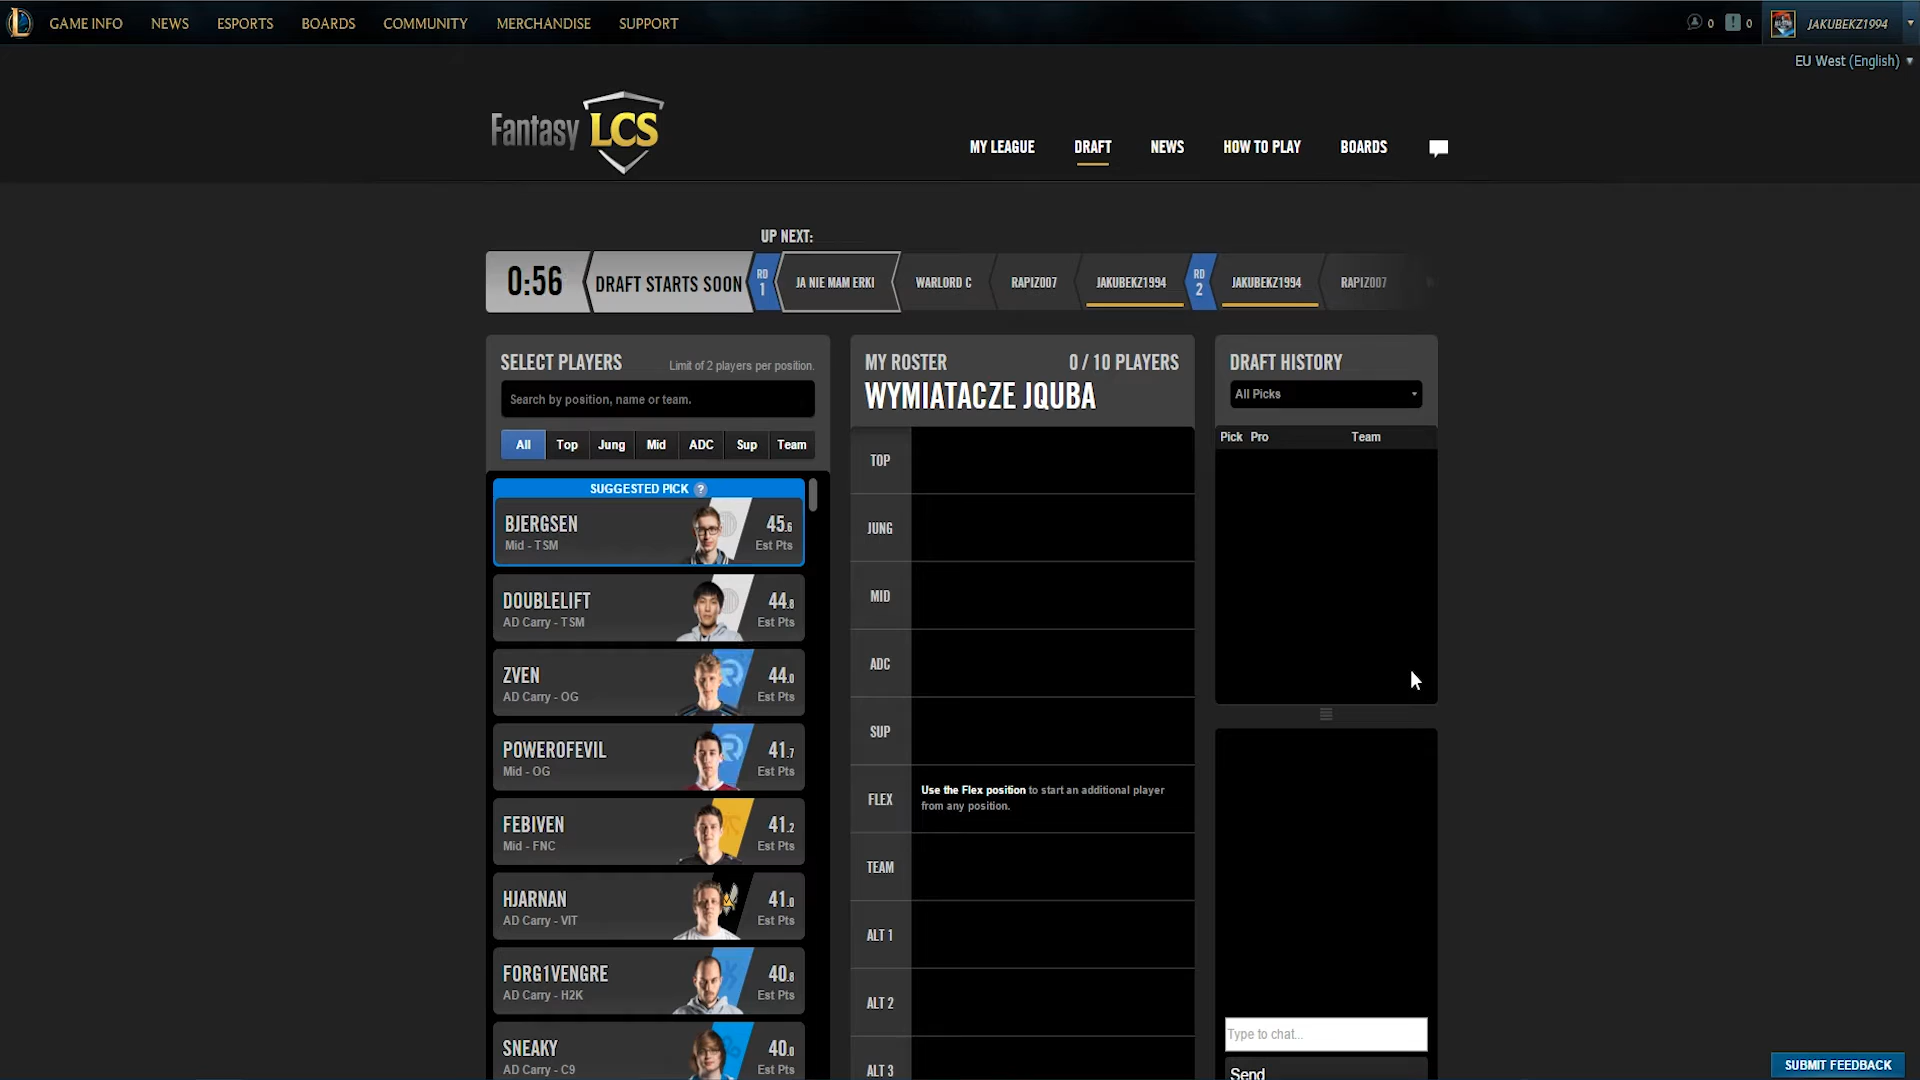 GAME INFO NEWS ESPORTS BOARDS COMMUNITY MERCHANDISE SUPPORT 0 0 JAKUBEKZ1994
EU West (English)
Fantasy LCS
MY LEAGUE DRAFT NEWS HOW TO PLAY BOARDS
UP NEXT:
0:56 DRAFT STARTS SOON RD 1 JA NIE MAM ERKI WARLORD C RAPIZ007 JAKUBEKZ1994 RD 2 JAKUBEKZ1994 RAPIZ007
SELECT PLAYERS Limit of 2 players per position.
Search by position, name or team.
All Top Jung Mid ADC Sup Team
SUGGESTED PICK ?
BJERGSEN 45.6
Mid - TSM Est Pts
DOUBLELIFT 44.8
AD Carry - TSM Est Pts
ZVEN 44.0
AD Carry - OG Est Pts
POWEROFEVIL 41.7
Mid - OG Est Pts
FEBIVEN 41.2
Mid - FNC Est Pts
HJARNAN 41.0
AD Carry - VIT Est Pts
FORG1VENGRE 40.8
AD Carry - H2K Est Pts
SNEAKY 40.0
AD Carry - C9 Est Pts
MY ROSTER 0 / 10 PLAYERS
WYMIATACZE JQUBA
TOP
JUNG
MID
ADC
SUP
FLEX
Use the Flex position to start an additional player
from any position.
TEAM
ALT 1
ALT 2
ALT 3
DRAFT HISTORY
All Picks
Pick Pro Team
Type to chat...
Send
SUBMIT FEEDBACK